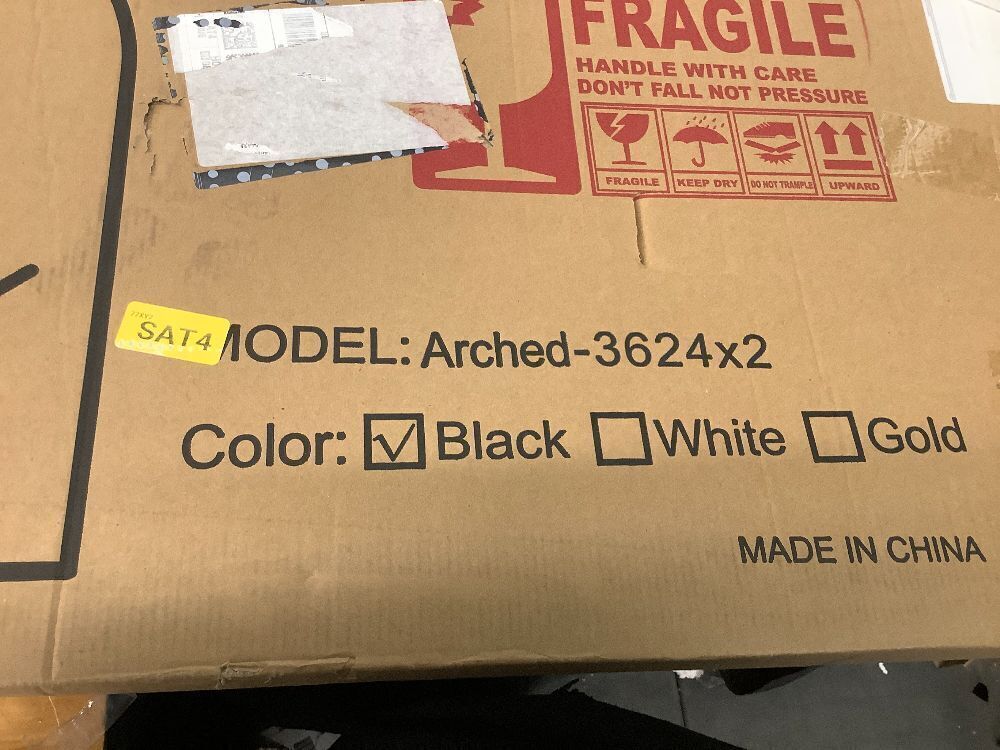 FRAGILE
HANDLE WITH CARE
DON'T FALL NOT PRESSURE
FRAGILE
KEEP DRY
DO NOT TRAMPLE
UPWARD
SAT4
MODEL: Arched-3624x2
Color: Black White Gold
MADE IN CHINA